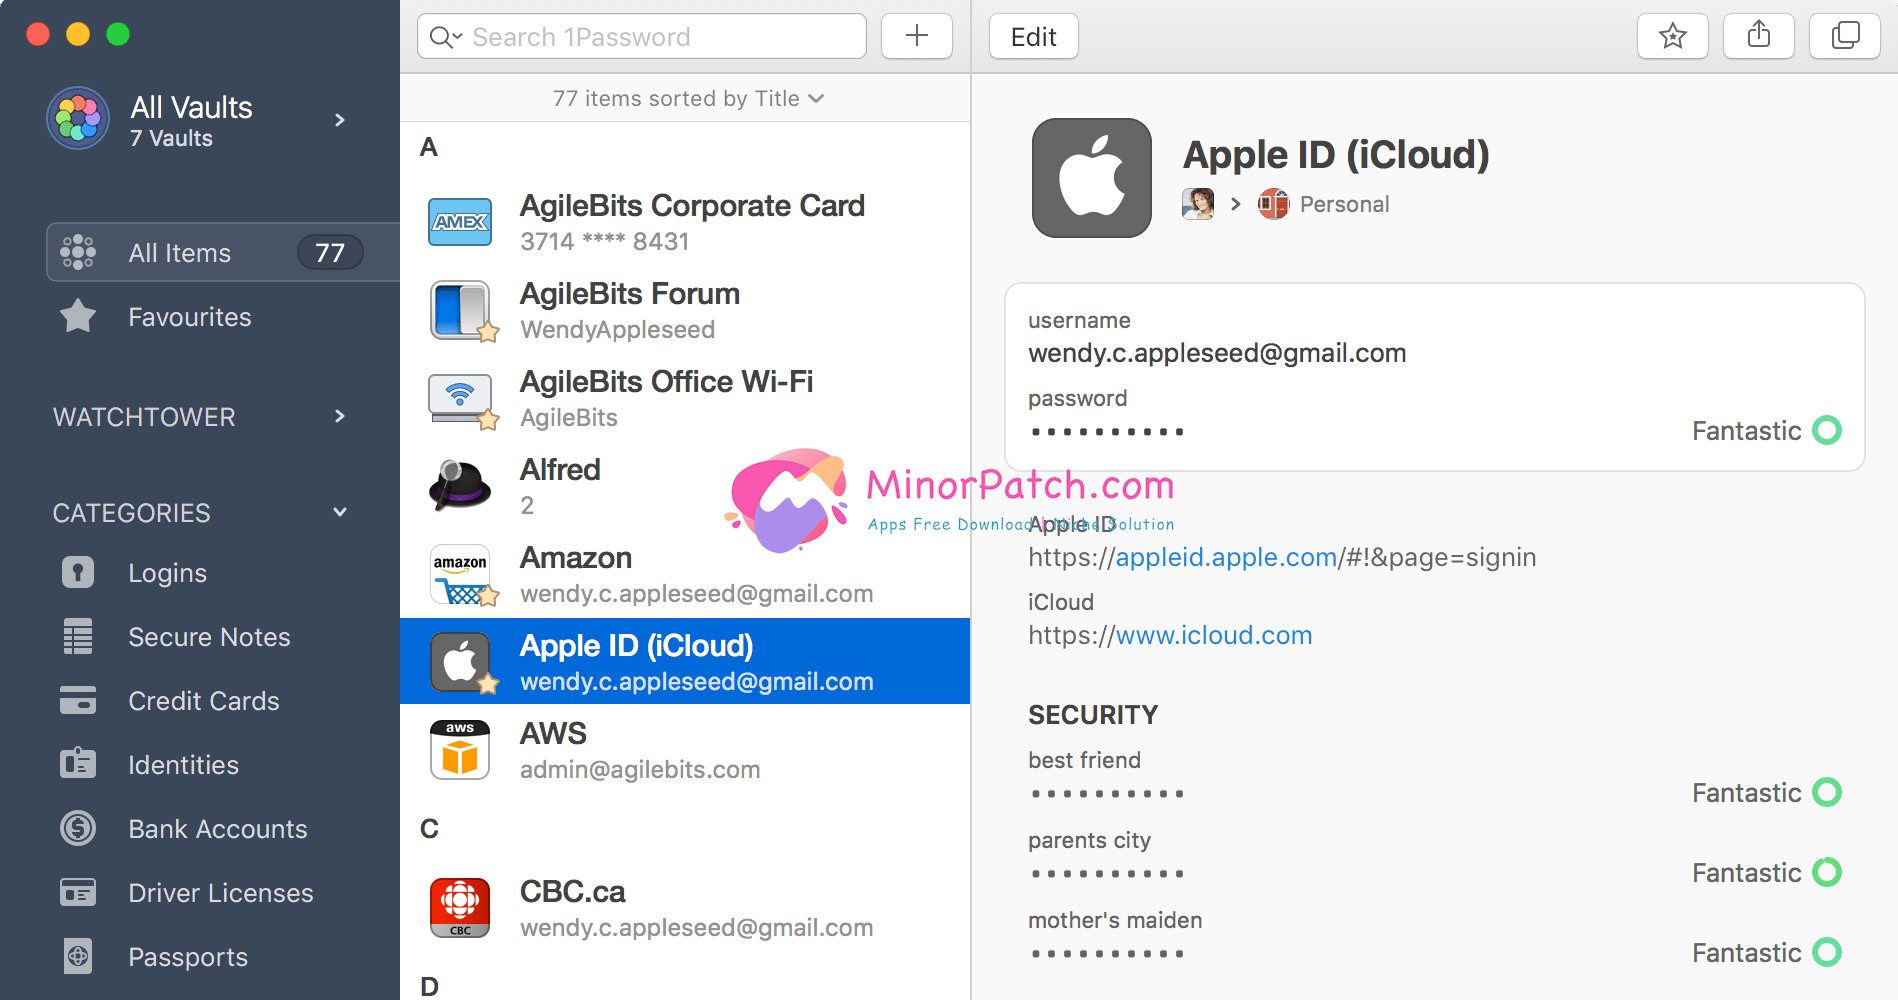 All Vaults
7 Vaults
All Items 77
Favourites
WATCHTOWER
CATEGORIES
Logins
Secure Notes
Credit Cards
Identities
Bank Accounts
Driver Licenses
Passports
Search 1Password
77 items sorted by Title
A
AMEX
AgileBits Corporate Card
3714 **** 8431
AgileBits Forum
WendyAppleseed
AgileBits Office Wi-Fi
AgileBits
Alfred
2
amazon
Amazon
wendy.c.appleseed@gmail.com
Apple ID (iCloud)
wendy.c.appleseed@gmail.com
aws
AWS
admin@agilebits.com
C
CBC
CBC.ca
wendy.c.appleseed@gmail.com
D
Edit
Apple ID (iCloud)
Personal
username
wendy.c.appleseed@gmail.com
password
•••••••••• Fantastic
MinorPatch.com
Apps Free Download | Niche Solution
Apple ID
https://appleid.apple.com/#!&page=signin
iCloud
https://www.icloud.com
SECURITY
best friend
•••••••••• Fantastic
parents city
•••••••••• Fantastic
mother's maiden
•••••••••• Fantastic